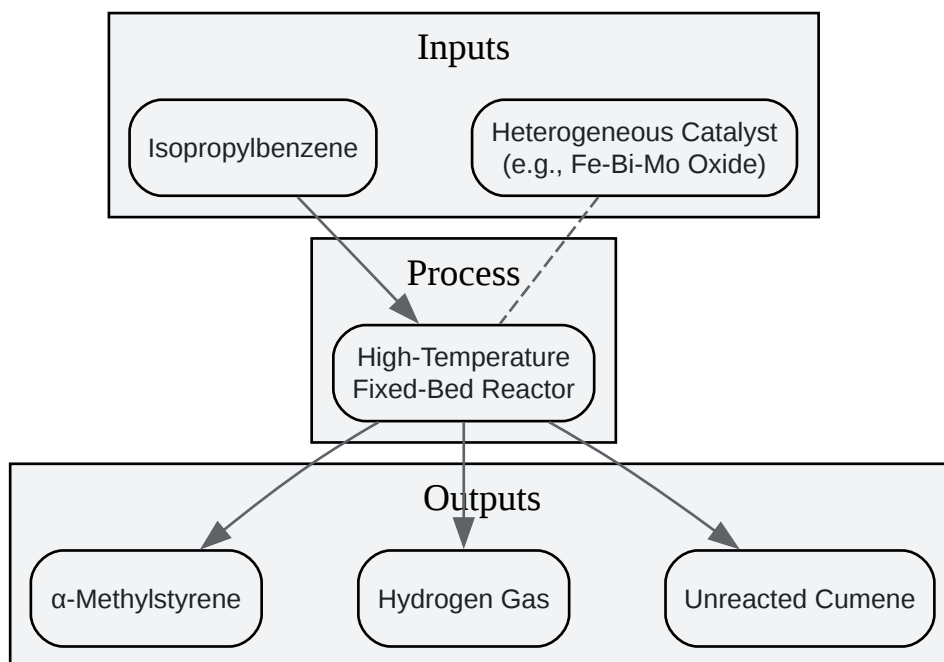 Inputs
Isopropylbenzene
Heterogeneous Catalyst
(e.g., Fe-Bi-Mo Oxide)
Process
High-Temperature
Fixed-Bed Reactor
Outputs
α-Methylstyrene
Hydrogen Gas
Unreacted Cumene